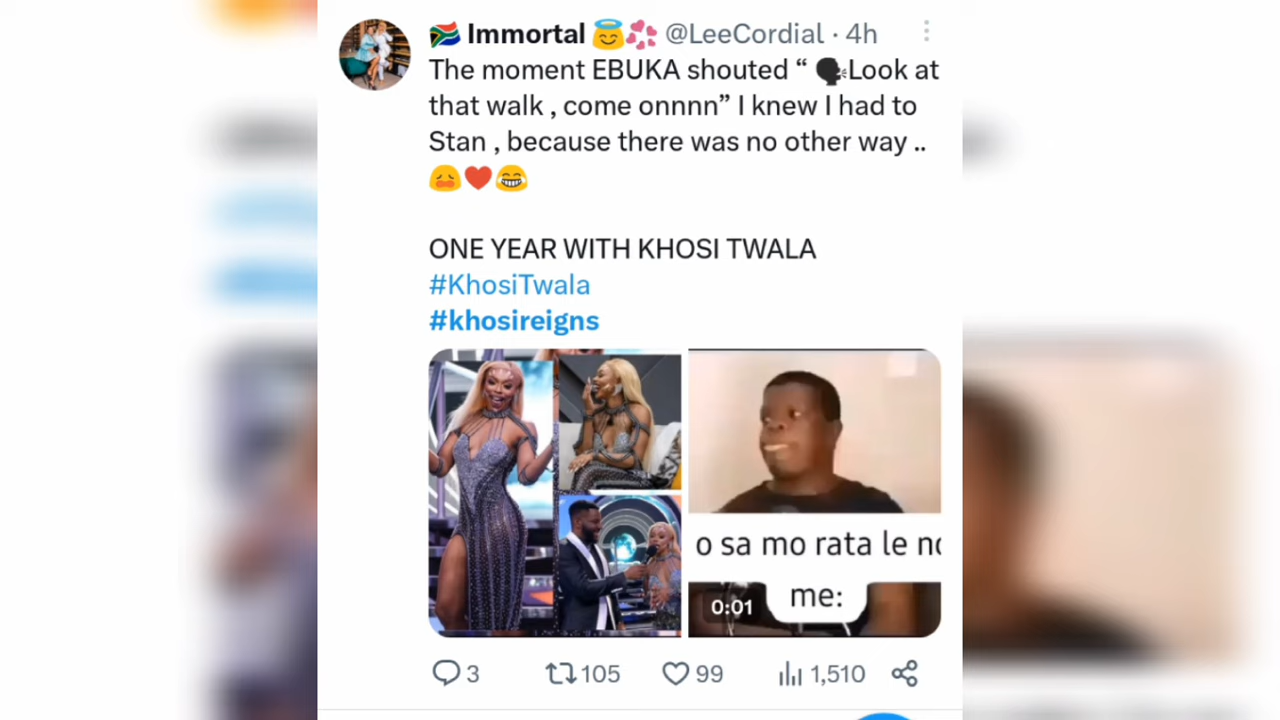 🇿🇦 Immortal 😇💞 @LeeCordial · 4h
The moment EBUKA shouted “ 🗣️Look at
that walk , come onnnn” I knew I had to
Stan , because there was no other way ..
😩❤️😂
ONE YEAR WITH KHOSI TWALA
#KhosiTwala
#khosireigns
o sa mo rata le
me:
0:01
3 105 99 1,510